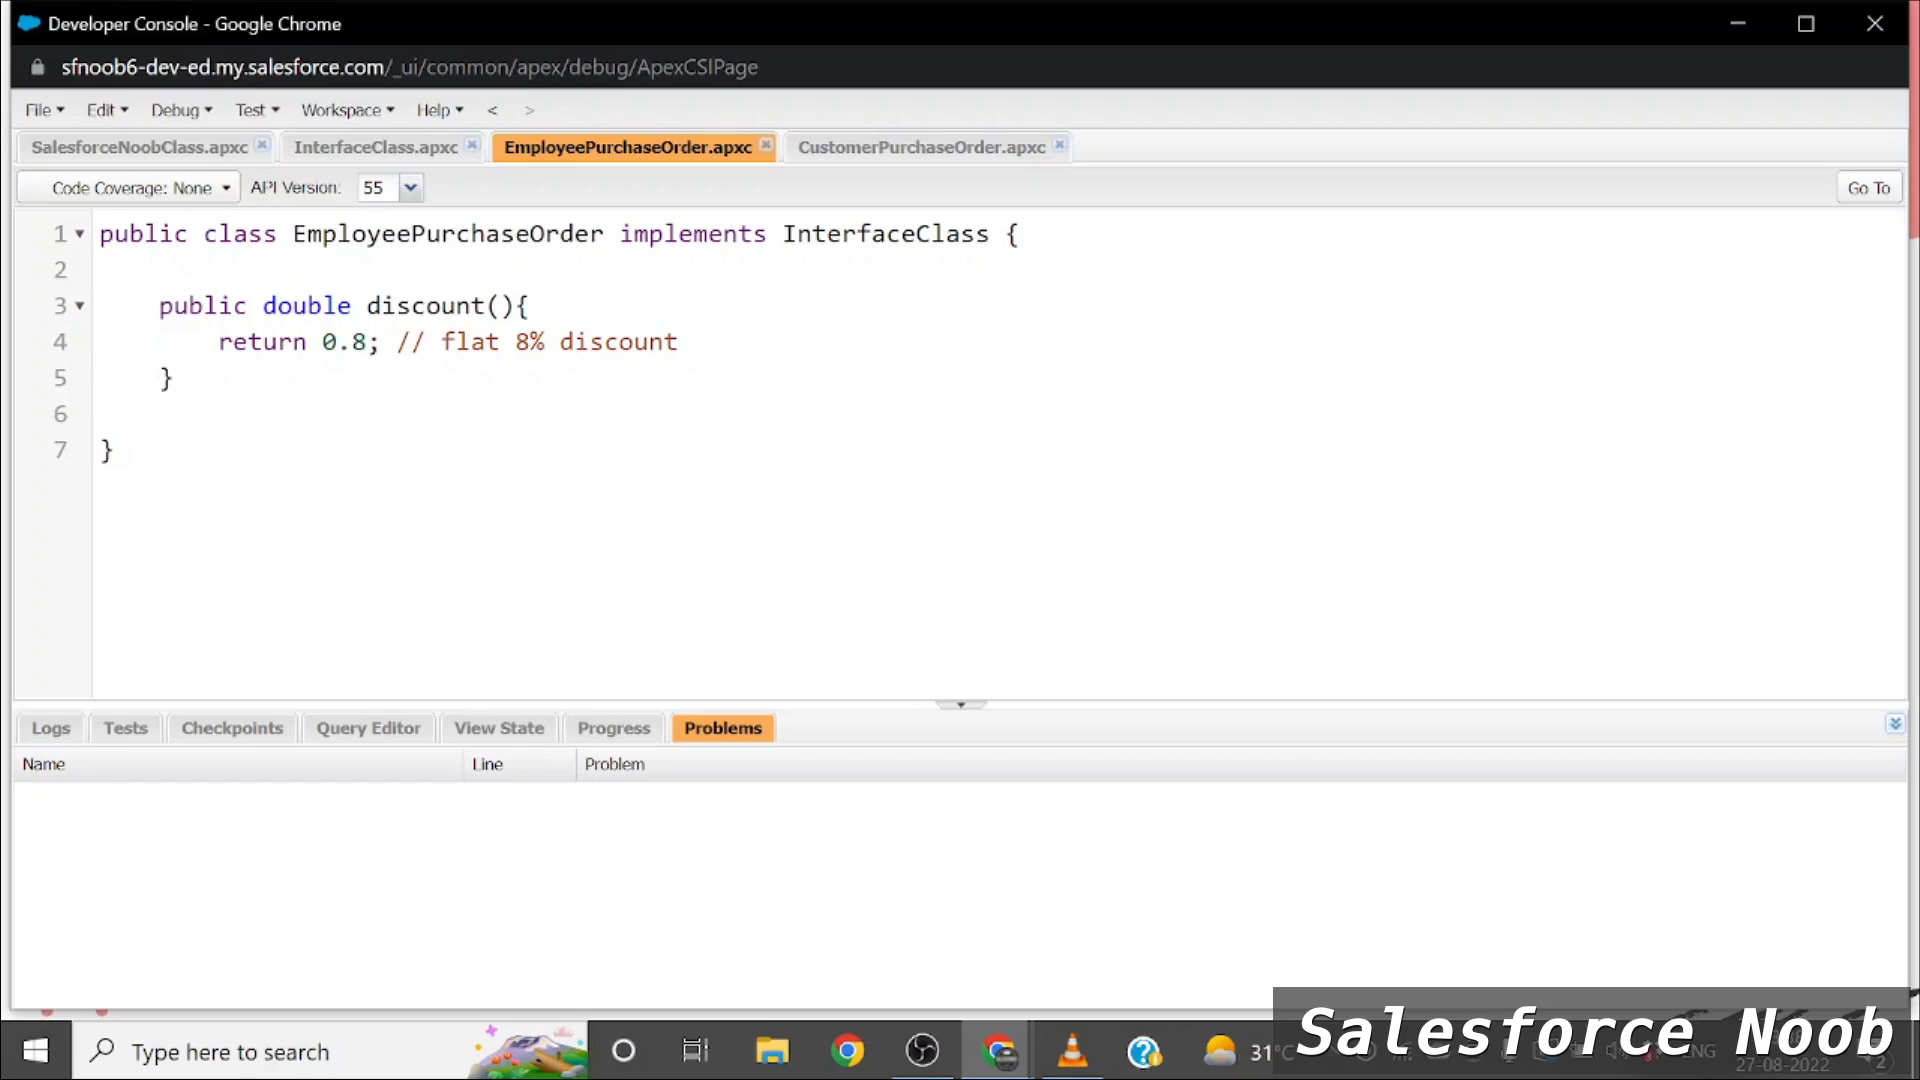 Developer Console - Google Chrome
sfnoob6-dev-ed.my.salesforce.com/_ui/common/apex/debug/ApexCSIPage
File Edit Debug Test Workspace Help < >
SalesforceNoobClass.apxc InterfaceClass.apxc EmployeePurchaseOrder.apxc CustomerPurchaseOrder.apxc
Code Coverage: None API Version: 55 Go To
1 public class EmployeePurchaseOrder implements InterfaceClass {
2
3 public double discount(){
4 return 0.8; // flat 8% discount
5 }
6
7 }
Logs Tests Checkpoints Query Editor View State Progress Problems
Name Line Problem
Salesforce Noob
Type here to search 31°C ENG
27-08-2022 2